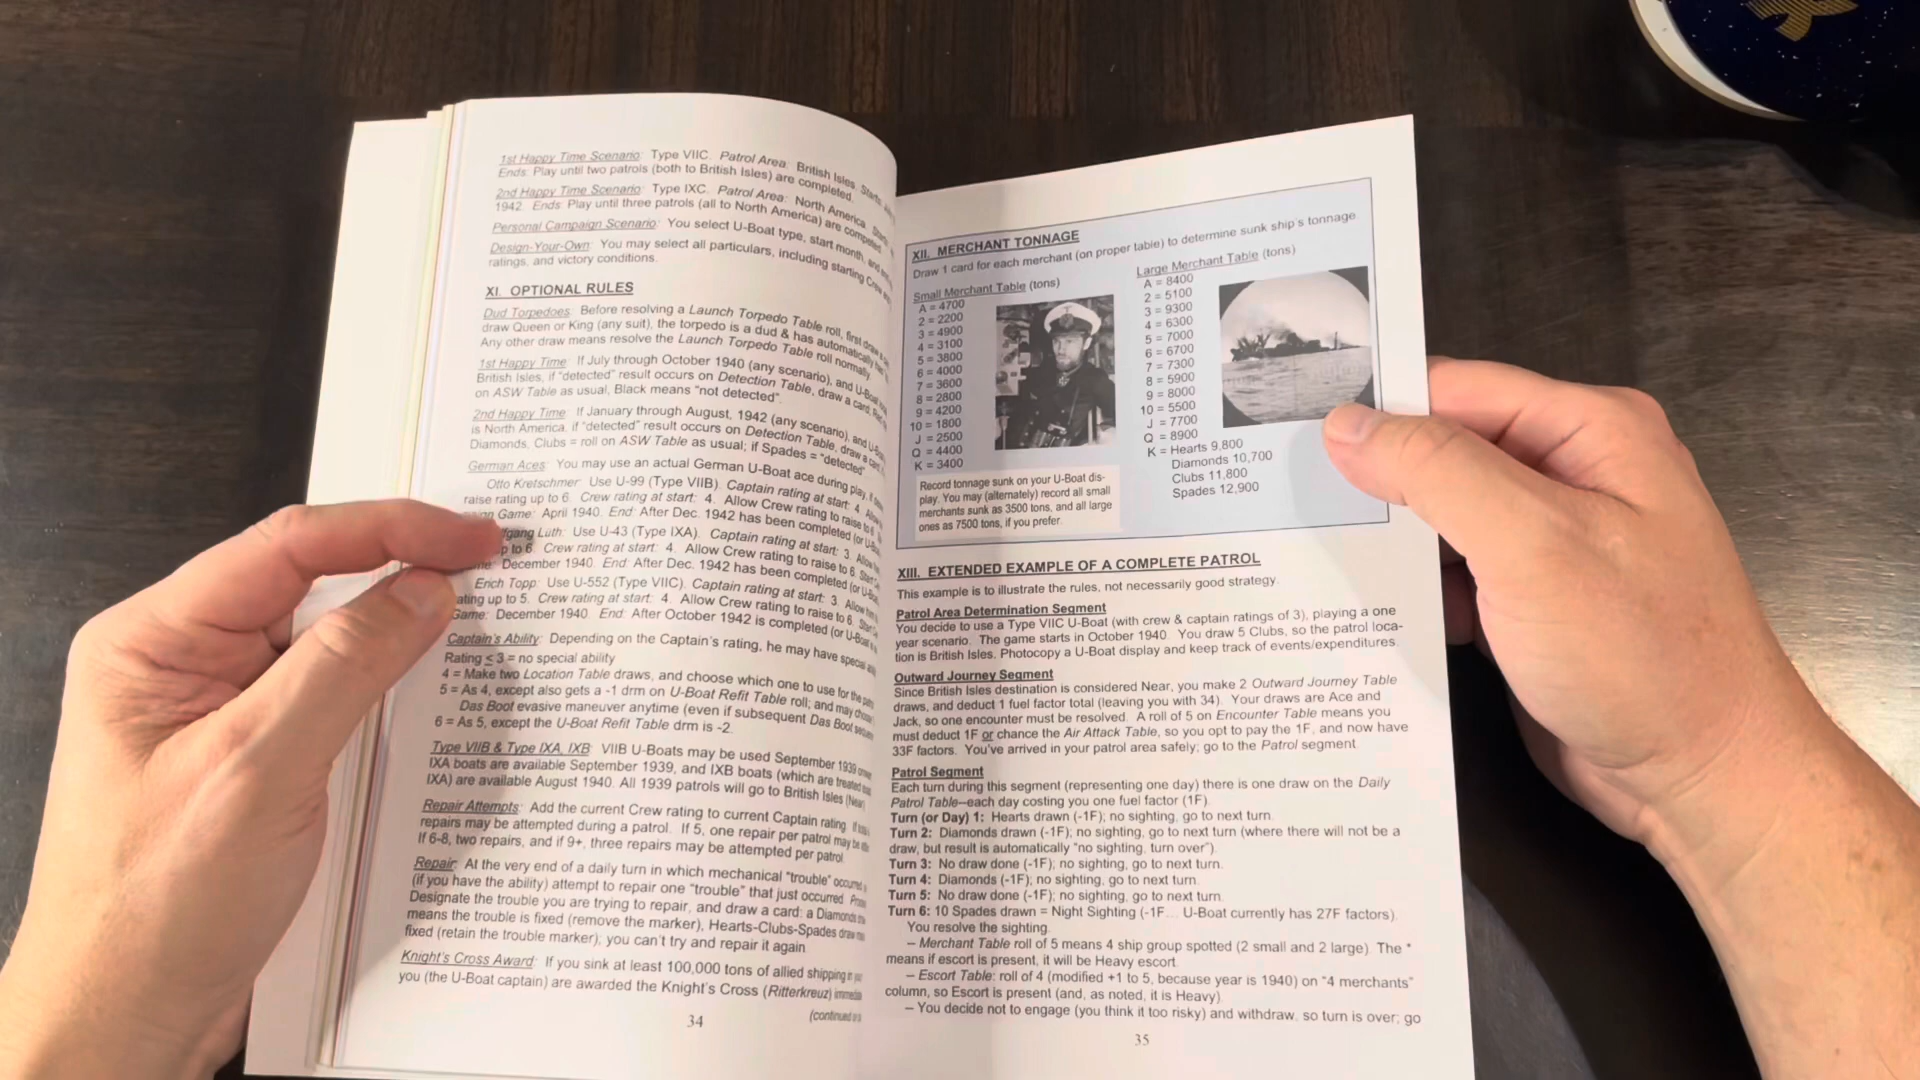 1st Happy Time Scenario: Type VIIC. Patrol Area: British Isles.
Ends: Play until two patrols (both to British Isles) are completed.
2nd Happy Time Scenario: Type IXC. Patrol Area: North America.
1942. Ends: Play until three patrols (all to North America) are completed.
Personal Campaign Scenario: You select U-Boat type, start month, and
Design-Your-Own: You may select all particulars, including starting Crew
ratings, and victory conditions.
XI. OPTIONAL RULES
Dud Torpedoes: Before resolving a Launch Torpedo Table roll, first draw a
draw Queen or King (any suit), the torpedo is a dud & has automatically
Any other draw means resolve the Launch Torpedo Table roll normally.
1st Happy Time: If July through October 1940 (any scenario), and U-Boat
British Isles, if "detected" result occurs on Detection Table, draw a card, Red
on ASW Table as usual, Black means "not detected".
2nd Happy Time: If January through August, 1942 (any scenario), and U-Boat
is North America, if "detected" result occurs on Detection Table, draw a card
Diamonds, Clubs = roll on ASW Table as usual; if Spades = "detected"
German Aces: You may use an actual German U-Boat ace during play.
Otto Kretschmer: Use U-99 (Type VIIB). Captain rating at start: 4.
raise rating up to 6. Crew rating at start: 4. Allow Crew rating to raise to 6.
Game: April 1940. End: After Dec. 1942 has been completed (or
Luth: Use U-43 (Type IXA). Captain rating at start: 3.
up to 6. Crew rating at start: 4. Allow Crew rating to raise to 6.
December 1940. End: After Dec. 1942 has been completed (or
Erich Topp: Use U-552 (Type VIIC). Captain rating at start: 3. Allow
rating up to 5. Crew rating at start: 4. Allow Crew rating to raise to 6.
Game: December 1940. End: After October 1942 is completed (or U-Boat
Captain's Ability: Depending on the Captain's rating, he may have special
Rating ≤ 3 = no special ability
4 = Make two Location Table draws, and choose which one to use for the
5 = As 4, except also gets a -1 drm on U-Boat Refit Table roll; and may
Das Boot evasive maneuver anytime (even if subsequent Das Boot
6 = As 5, except the U-Boat Refit Table drm is -2.
Type VIIB & Type IXA, IXB: VIIB U-Boats may be used September 1939
IXA boats are available September 1939, and IXB boats (which are treated
IXA) are available August 1940. All 1939 patrols will go to British Isles (Near)
Repair Attempts: Add the current Crew rating to current Captain rating.
repairs may be attempted during a patrol. If 5, one repair per patrol may be
If 6-8, two repairs, and if 9+, three repairs may be attempted per patrol
Repair: At the very end of a daily turn in which mechanical "trouble" occurred
(if you have the ability) attempt to repair one "trouble" that just occurred.
Designate the trouble you are trying to repair, and draw a card: a Diamonds
means the trouble is fixed (remove the marker), Hearts-Clubs-Spades draw
fixed (retain the trouble marker); you can't try and repair it again
Knight's Cross Award: If you sink at least 100,000 tons of allied shipping
you (the U-Boat captain) are awarded the Knight's Cross (Ritterkreuz)
(continued
34
XII. MERCHANT TONNAGE
Draw 1 card for each merchant (on proper table) to determine sunk ship's tonnage.
Small Merchant Table (tons)
A = 4700
2 = 2200
3 = 4900
4 = 3100
5 = 3800
6 = 4000
7 = 3600
8 = 2800
9 = 4200
10 = 1800
J = 2500
Q = 4400
K = 3400
Record tonnage sunk on your U-Boat dis-
play. You may (alternately) record all small
merchants sunk as 3500 tons, and all large
ones as 7500 tons, if you prefer.
Large Merchant Table (tons)
A = 8400
2 = 5100
3 = 9300
4 = 6300
5 = 7000
6 = 6700
7 = 7300
8 = 5900
9 = 8000
10 = 5500
J = 7700
Q = 8900
K = Hearts 9,800
Diamonds 10,700
Clubs 11,800
Spades 12,900
XIII. EXTENDED EXAMPLE OF A COMPLETE PATROL
This example is to illustrate the rules, not necessarily good strategy.
Patrol Area Determination Segment
You decide to use a Type VIIC U-Boat (with crew & captain ratings of 3), playing a one
year scenario. The game starts in October 1940. You draw 5 Clubs, so the patrol loca-
tion is British Isles. Photocopy a U-Boat display and keep track of events/expenditures.
Outward Journey Segment
Since British Isles destination is considered Near, you make 2 Outward Journey Table
draws, and deduct 1 fuel factor total (leaving you with 34). Your draws are Ace and
Jack, so one encounter must be resolved. A roll of 5 on Encounter Table means you
must deduct 1F or chance the Air Attack Table, so you opt to pay the 1F, and now have
33F factors. You've arrived in your patrol area safely; go to the Patrol segment.
Patrol Segment
Each turn during this segment (representing one day) there is one draw on the Daily
Patrol Table–each day costing you one fuel factor (1F).
Turn (or Day) 1: Hearts drawn (-1F); no sighting, go to next turn.
Turn 2: Diamonds drawn (-1F); no sighting, go to next turn (where there will not be a
draw, but result is automatically "no sighting, turn over").
Turn 3: No draw done (-1F); no sighting, go to next turn.
Turn 4: Diamonds (-1F); no sighting, go to next turn.
Turn 5: No draw done (-1F); no sighting, go to next turn.
Turn 6: 10 Spades drawn = Night Sighting (-1F... U-Boat currently has 27F factors).
You resolve the sighting.
– Merchant Table roll of 5 means 4 ship group spotted (2 small and 2 large). The *
means if escort is present, it will be Heavy escort.
– Escort Table: roll of 4 (modified +1 to 5, because year is 1940) on "4 merchants"
column, so Escort is present (and, as noted, it is Heavy).
– You decide not to engage (you think it too risky) and withdraw, so turn is over; go
35